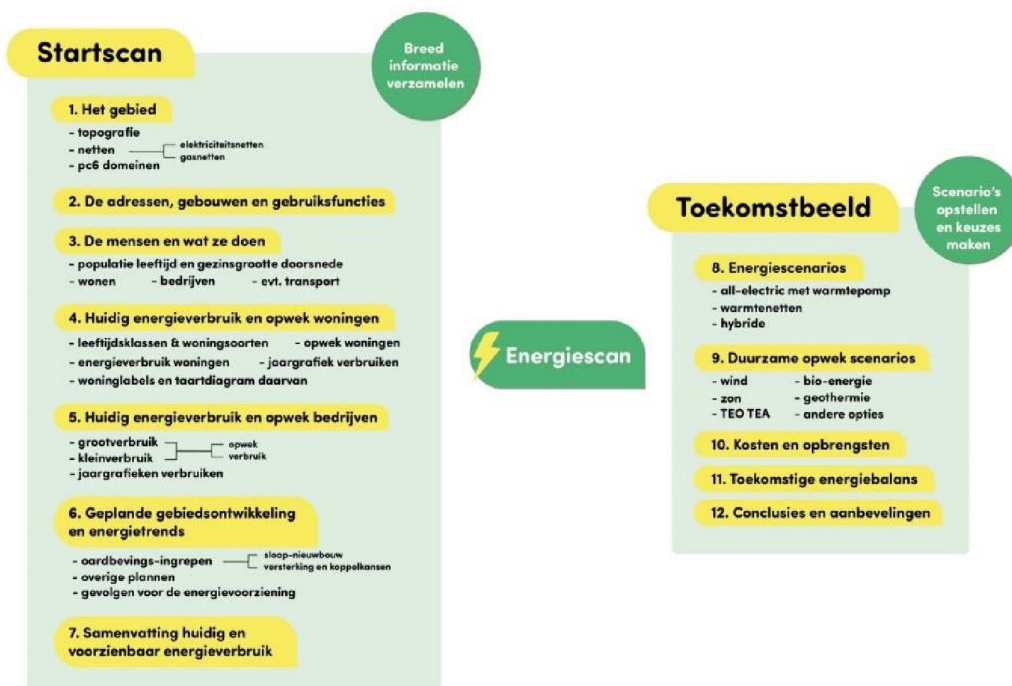 Startscan
Breed
informatie
verzamelen
1. Het gebied
- topografie
- netten
elektriciteitsnetten
gasnetten
- pc6 domeinen
2. De adressen, gebouwen en gebruiksfuncties
3. De mensen en wat ze doen
- populatie leeftijd en gezinsgrootte doorsnede
- wonen - bedrijven - evt. transport
4. Huidig energieverbruik en opwek woningen
- leeftijdsklassen & woningsoorten - opwek woningen
- energieverbruik woningen - jaargrafiek verbruiken
- woninglabels en taartdiagram daarvan
5. Huidig energieverbruik en opwek bedrijven
- grootverbruik
- kleinverbruik
opwek
verbruik
- jaargrafieken verbruiken
6. Geplande gebiedsontwikkeling
en energietrends
- aardbevings-ingrepen
sloop-nieuwbouw
versterking en koppelkansen
- overige plannen
- gevolgen voor de energievoorziening
7. Samenvatting huidig en
voorzienbaar energieverbruik
Energiescan
Toekomstbeeld
Scenario's
opstellen
en keuzes
maken
8. Energiescenarios
- all-electric met warmtepomp
- warmtenetten
- hybride
9. Duurzame opwek scenarios
- wind - bio-energie
- zon - geothermie
- TEO TEA - andere opties
10. Kosten en opbrengsten
11. Toekomstige energiebalans
12. Conclusies en aanbevelingen